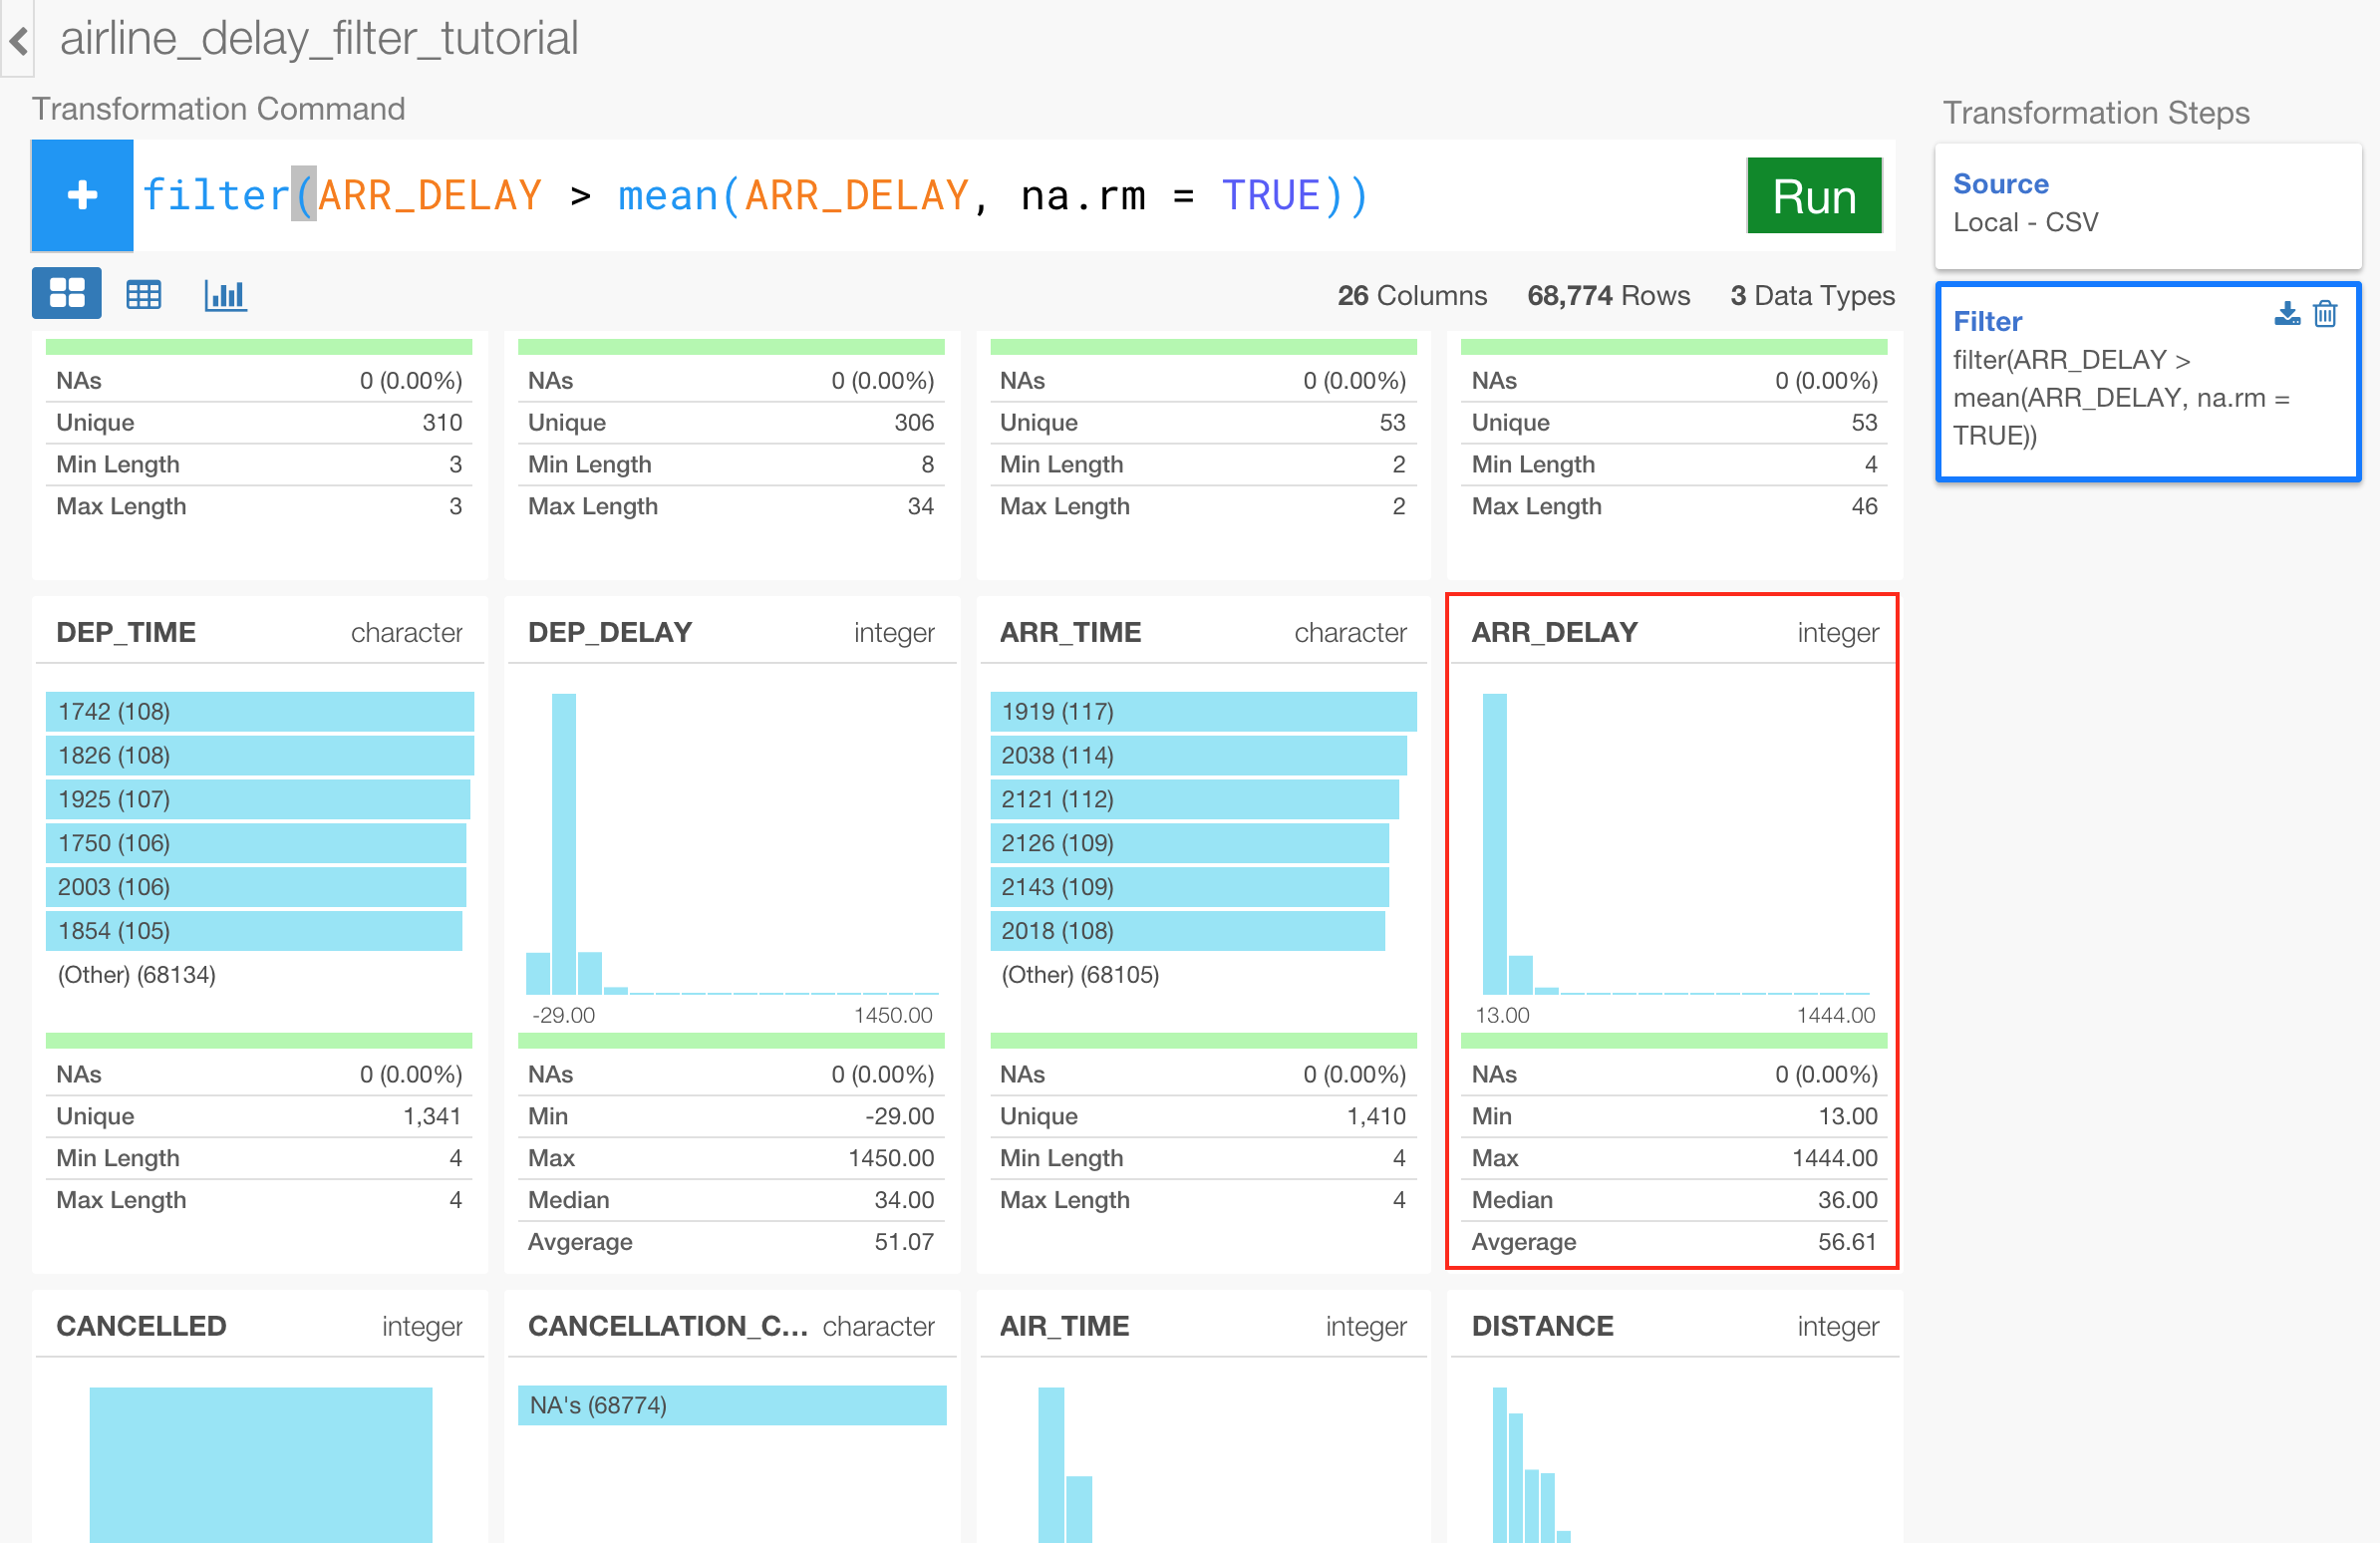 airline_delay_filter_tutorial
Transformation Command
filter(ARR_DELAY > mean(ARR_DELAY, na.rm = TRUE))
Run
26 Columns 68,774 Rows 3 Data Types
NAs 0 (0.00%)
Unique 310
Min Length 3
Max Length 3
NAs 0 (0.00%)
Unique 306
Min Length 8
Max Length 34
NAs 0 (0.00%)
Unique 53
Min Length 2
Max Length 2
NAs 0 (0.00%)
Unique 53
Min Length 4
Max Length 46
DEP_TIME character
1742 (108)
1826 (108)
1925 (107)
1750 (106)
2003 (106)
1854 (105)
(Other) (68134)
NAs 0 (0.00%)
Unique 1,341
Min Length 4
Max Length 4
DEP_DELAY integer
-29.00 1450.00
NAs 0 (0.00%)
Min -29.00
Max 1450.00
Median 34.00
Avgerage 51.07
ARR_TIME character
1919 (117)
2038 (114)
2121 (112)
2126 (109)
2143 (109)
2018 (108)
(Other) (68105)
NAs 0 (0.00%)
Unique 1,410
Min Length 4
Max Length 4
ARR_DELAY integer
13.00 1444.00
NAs 0 (0.00%)
Min 13.00
Max 1444.00
Median 36.00
Avgerage 56.61
CANCELLED integer
CANCELLATION_C... character
NA's (68774)
AIR_TIME integer
DISTANCE integer
Transformation Steps
Source
Local - CSV
Filter
filter(ARR_DELAY >
mean(ARR_DELAY, na.rm =
TRUE))